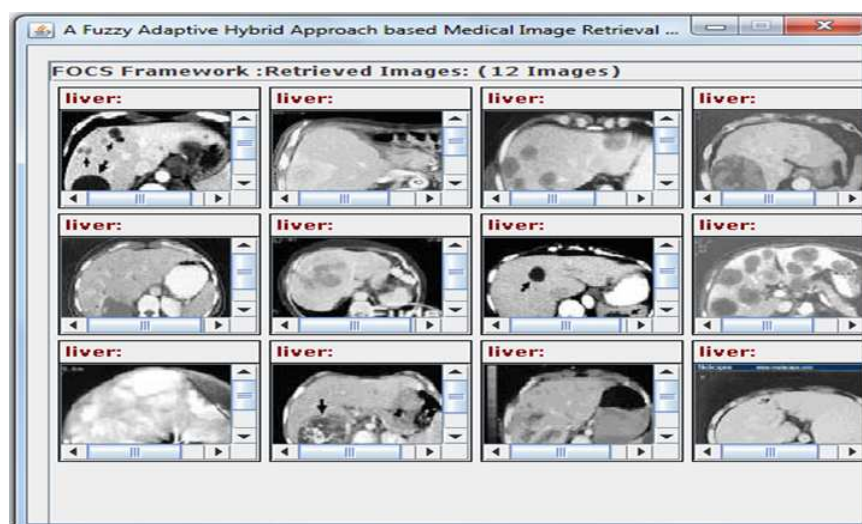 A Fuzzy Adaptive Hybrid Approach based Medical Image Retrieval ...
FOCS Framework :Retrieved Images: (12 Images)
liver: liver: liver: liver:
liver: liver: liver: liver:
liver: liver: liver: liver: